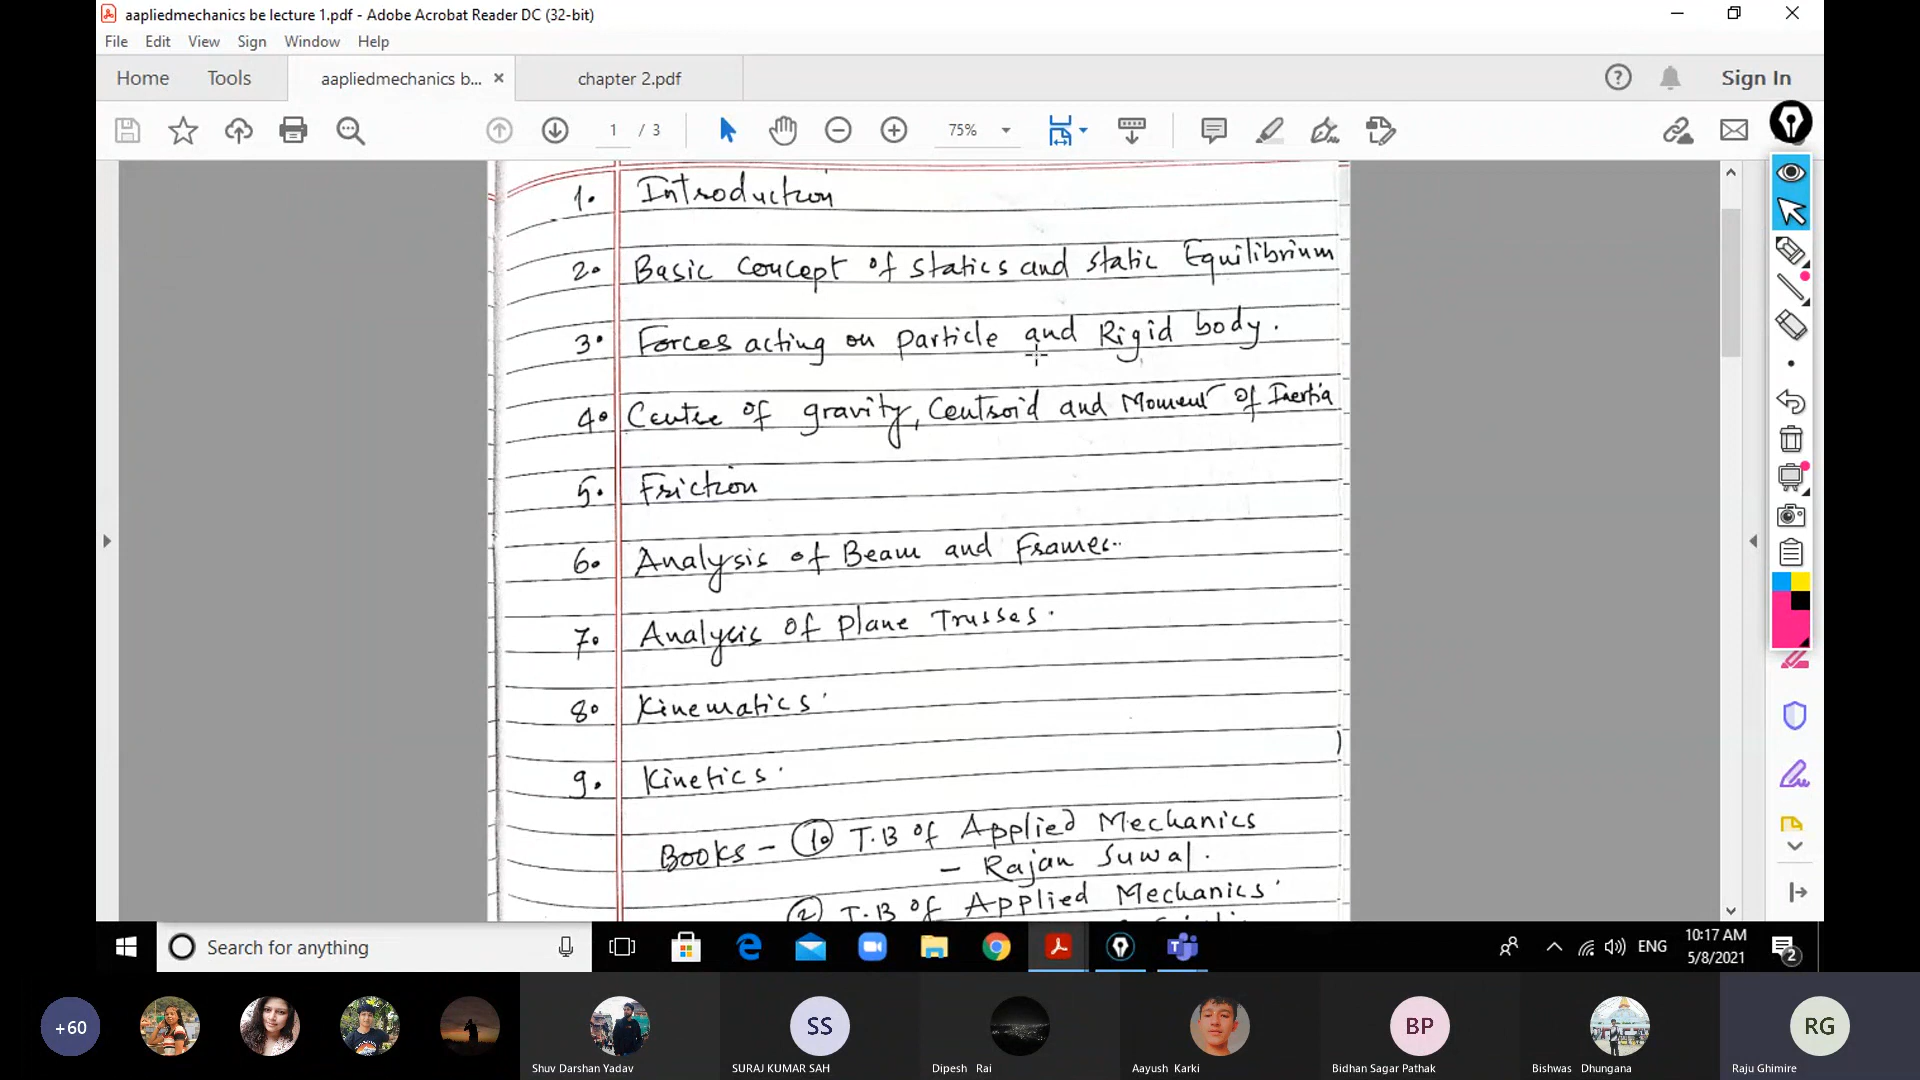 aapliedmechanics be lecture 1.pdf - Adobe Acrobat Reader DC (32-bit)
File Edit View Sign Window Help
Home Tools aapliedmechanics b... × chapter 2.pdf Sign In
1 / 3 75%
1. Introduction
2. Basic Concept of statics and static Equilibrium
3. Forces acting on particle and Rigid body.
4. Centre of gravity, Centroid and Moment of Inertia
5. Friction
6. Analysis of Beam and Frames..
7. Analysis of plane Trusses.
8. Kinematics.
9. Kinetics.
Books - ① T.B of Applied Mechanics
- Rajan Suwal.
② T.B of Applied Mechanics
Search for anything
ENG
10:17 AM
5/8/2021
2
+60
SS BP RG
Shuv Darshan Yadav SURAJ KUMAR SAH Dipesh Rai Aayush Karki Bidhan Sagar Pathak Bishwas Dhungana Raju Ghimire